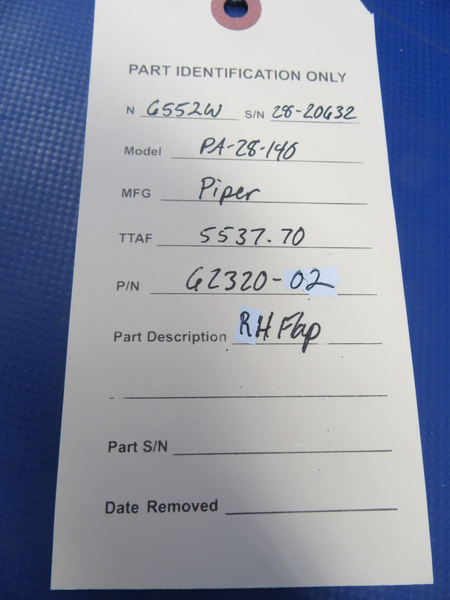 PART IDENTIFICATION ONLY
N 6552W S/N 28-20632
Model PA-28-140
MFG Piper
TTAF 5537.70
P/N 62320-02
Part Description RH Flap
Part S/N
Date Removed